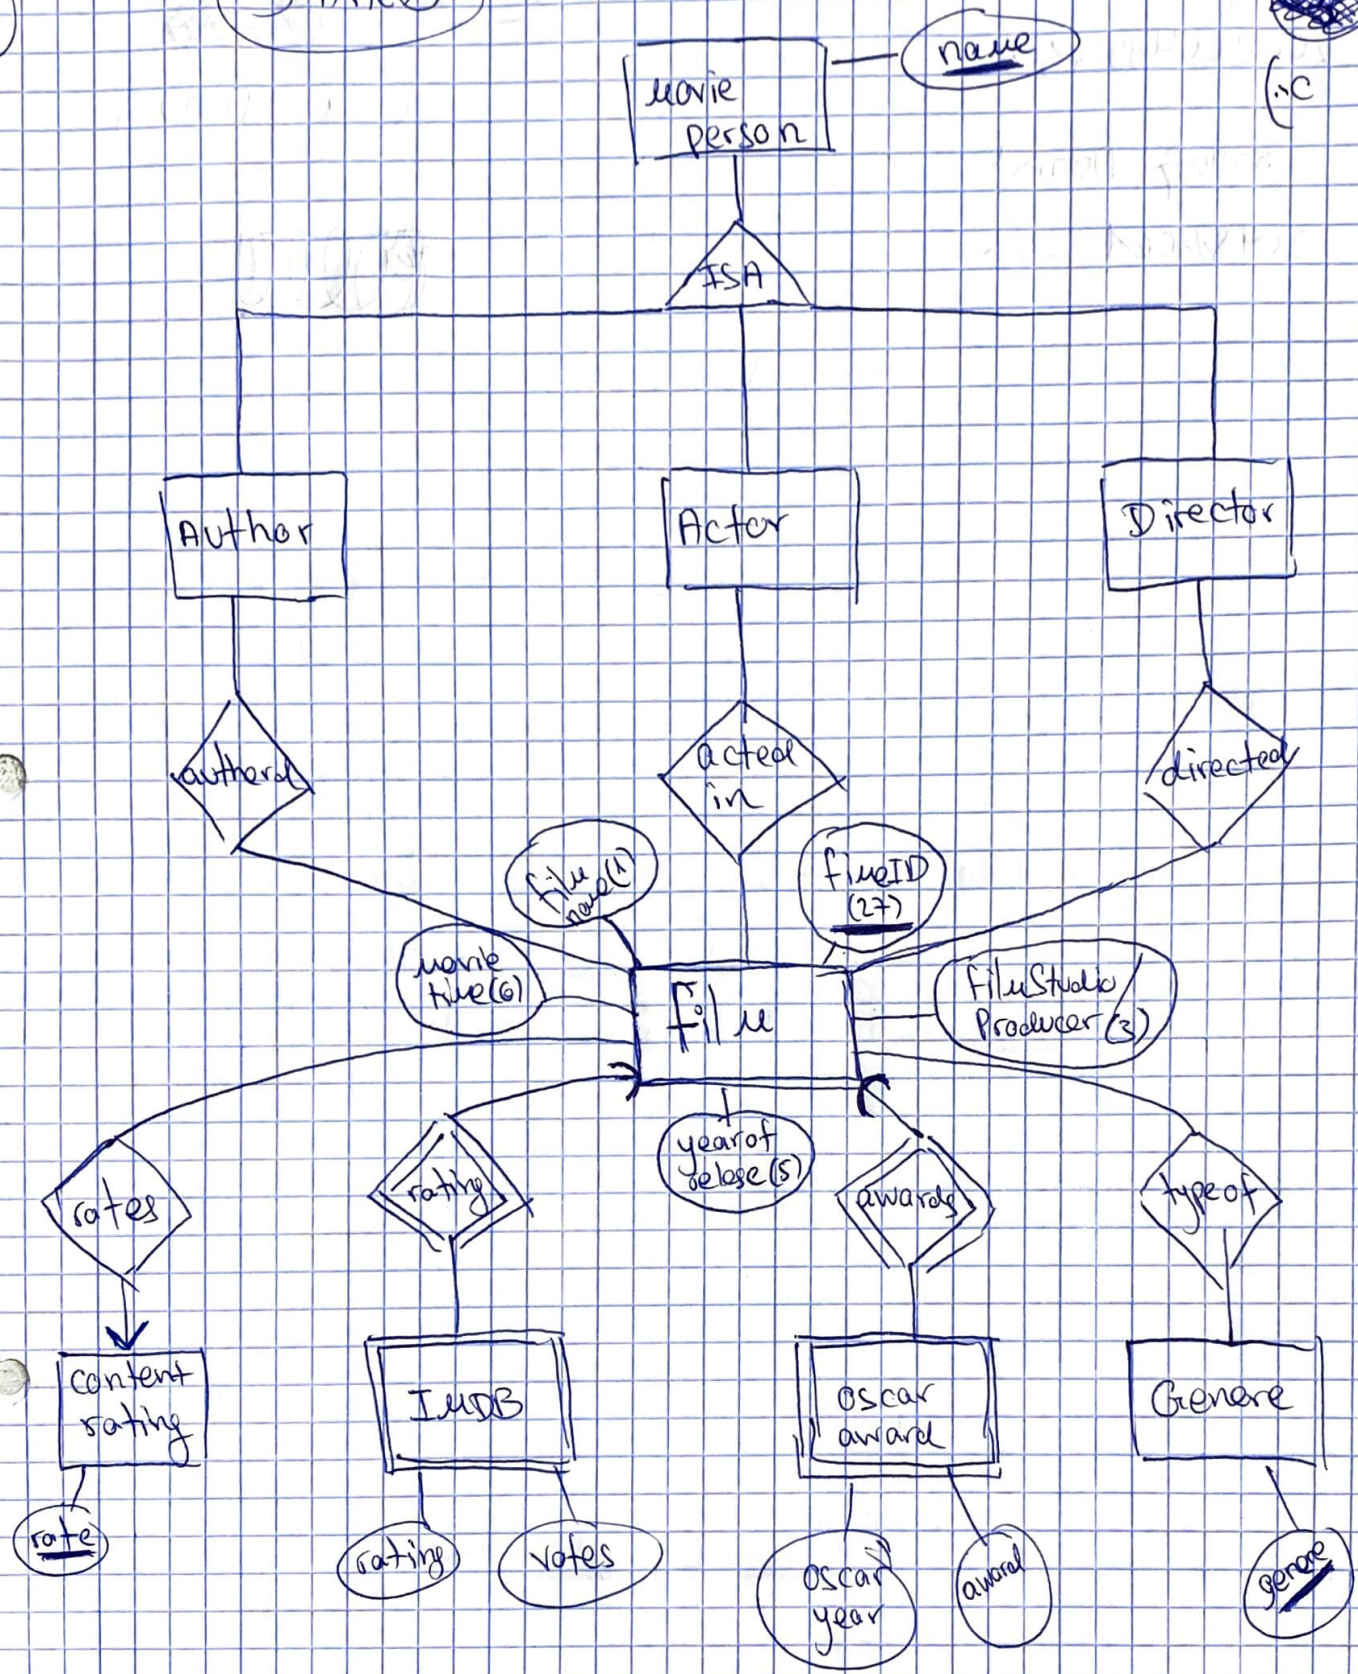 name
movie
person
ISA
Author
Actor
Director
autherd
acted
in
directed
film
name(1)
filmID
(27)
movie
time(6)
film
filmStudio/
Producer(3)
year of
relase(5)
rates
rating
awards
type of
content
rating
IMDB
oscar
award
Genere
rate
rating
votes
oscar
year
award
genere